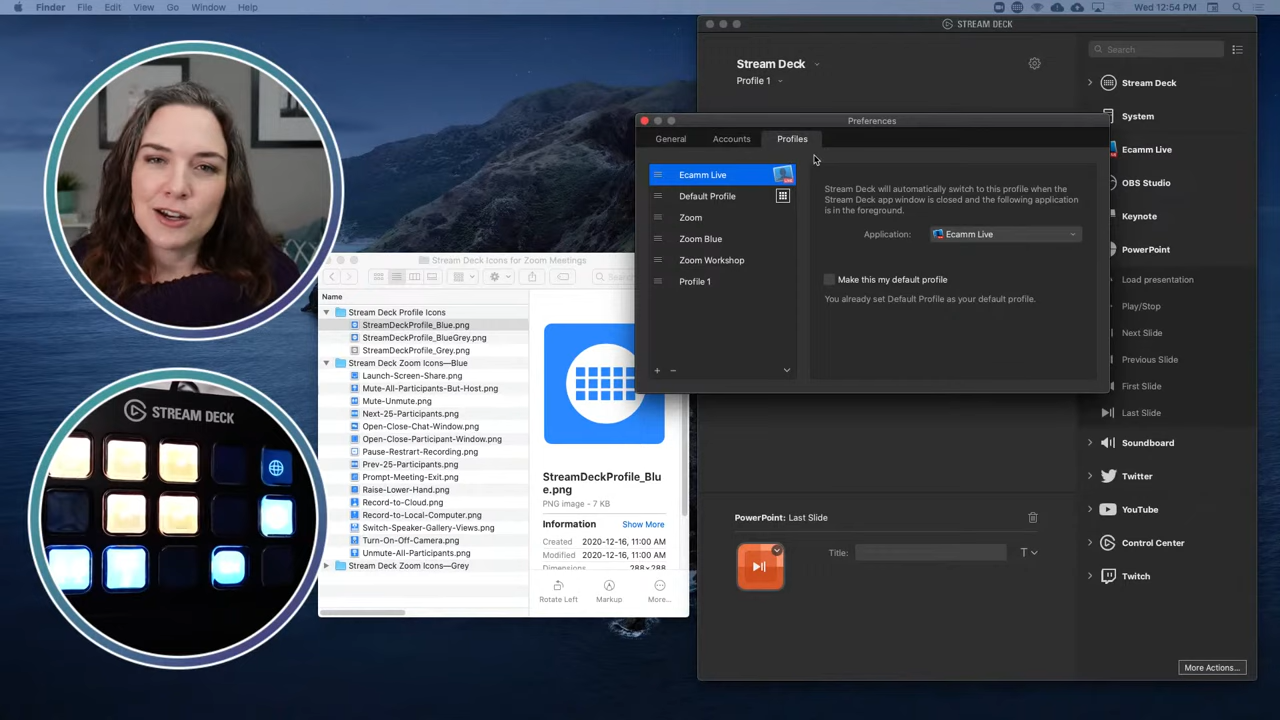 Finder File Edit View Go Window Help
Wed 12:54 PM
STREAM DECK
Stream Deck
Profile 1
Search
Stream Deck
System
Ecamm Live
OBS Studio
Keynote
PowerPoint
Load presentation
Play/Stop
Next Slide
Previous Slide
First Slide
Last Slide
Soundboard
Twitter
YouTube
Control Center
Twitch
More Actions...
Preferences
General Accounts Profiles
Ecamm Live
Default Profile
Zoom
Zoom Blue
Zoom Workshop
Profile 1
Stream Deck will automatically switch to this profile when the
Stream Deck app window is closed and the following application
is in the foreground.
Application: Ecamm Live
Make this my default profile
You already set Default Profile as your default profile.
+ −
Stream Deck Icons for Zoom Meetings
Name
Stream Deck Profile Icons
StreamDeckProfile_Blue.png
StreamDeckProfile_BlueGrey.png
StreamDeckProfile_Grey.png
Stream Deck Zoom Icons—Blue
Launch-Screen-Share.png
Mute-All-Participants-But-Host.png
Mute-Unmute.png
Next-25-Participants.png
Open-Close-Chat-Window.png
Open-Close-Participant-Window.png
Pause-Restrart-Recording.png
Prev-25-Participants.png
Prompt-Meeting-Exit.png
Raise-Lower-Hand.png
Record-to-Cloud.png
Record-to-Local-Computer.png
Switch-Speaker-Gallery-Views.png
Turn-On-Off-Camera.png
Unmute-All-Participants.png
Stream Deck Zoom Icons—Grey
StreamDeckProfile_Blu
e.png
PNG image - 7 KB
Information Show More
Created 2020-12-16, 11:00 AM
Modified 2020-12-16, 11:00 AM
Dimensions 288×288
Rotate Left Markup More...
PowerPoint: Last Slide
Title:
T
STREAM DECK